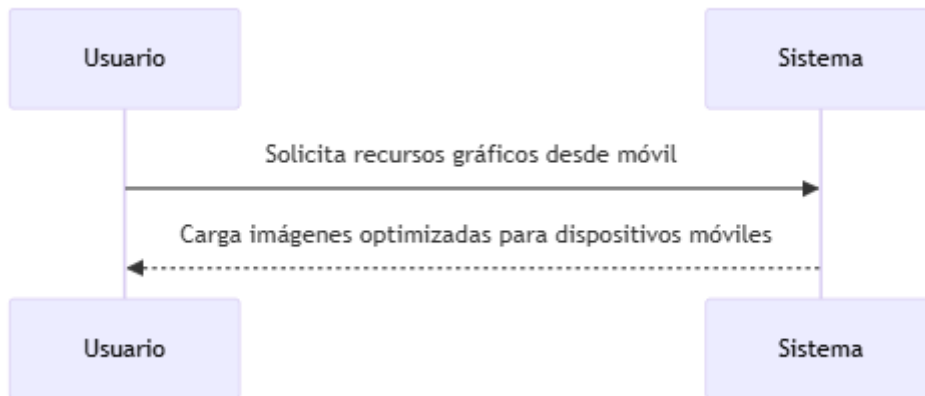 Usuario
Sistema
Solicita recursos gráficos desde móvil
Carga imágenes optimizadas para dispositivos móviles
Usuario
Sistema